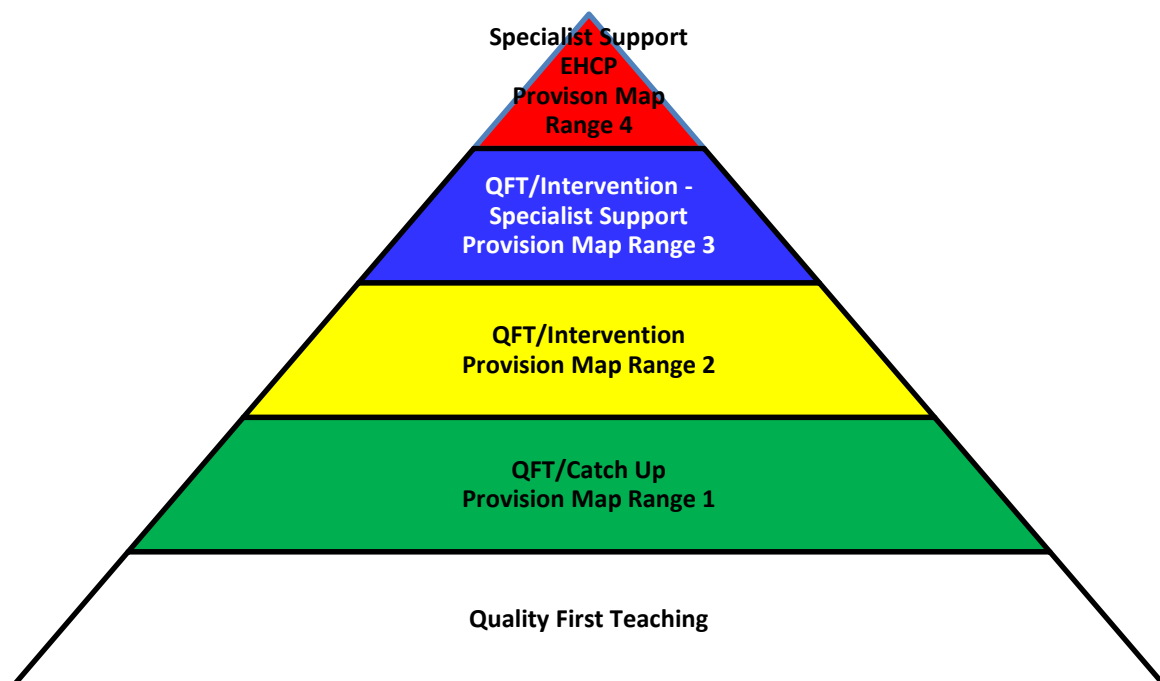 Specialist Support
EHCP
Provison Map
Range 4
QFT/Intervention -
Specialist Support
Provision Map Range 3
QFT/Intervention
Provision Map Range 2
QFT/Catch Up
Provision Map Range 1
Quality First Teaching